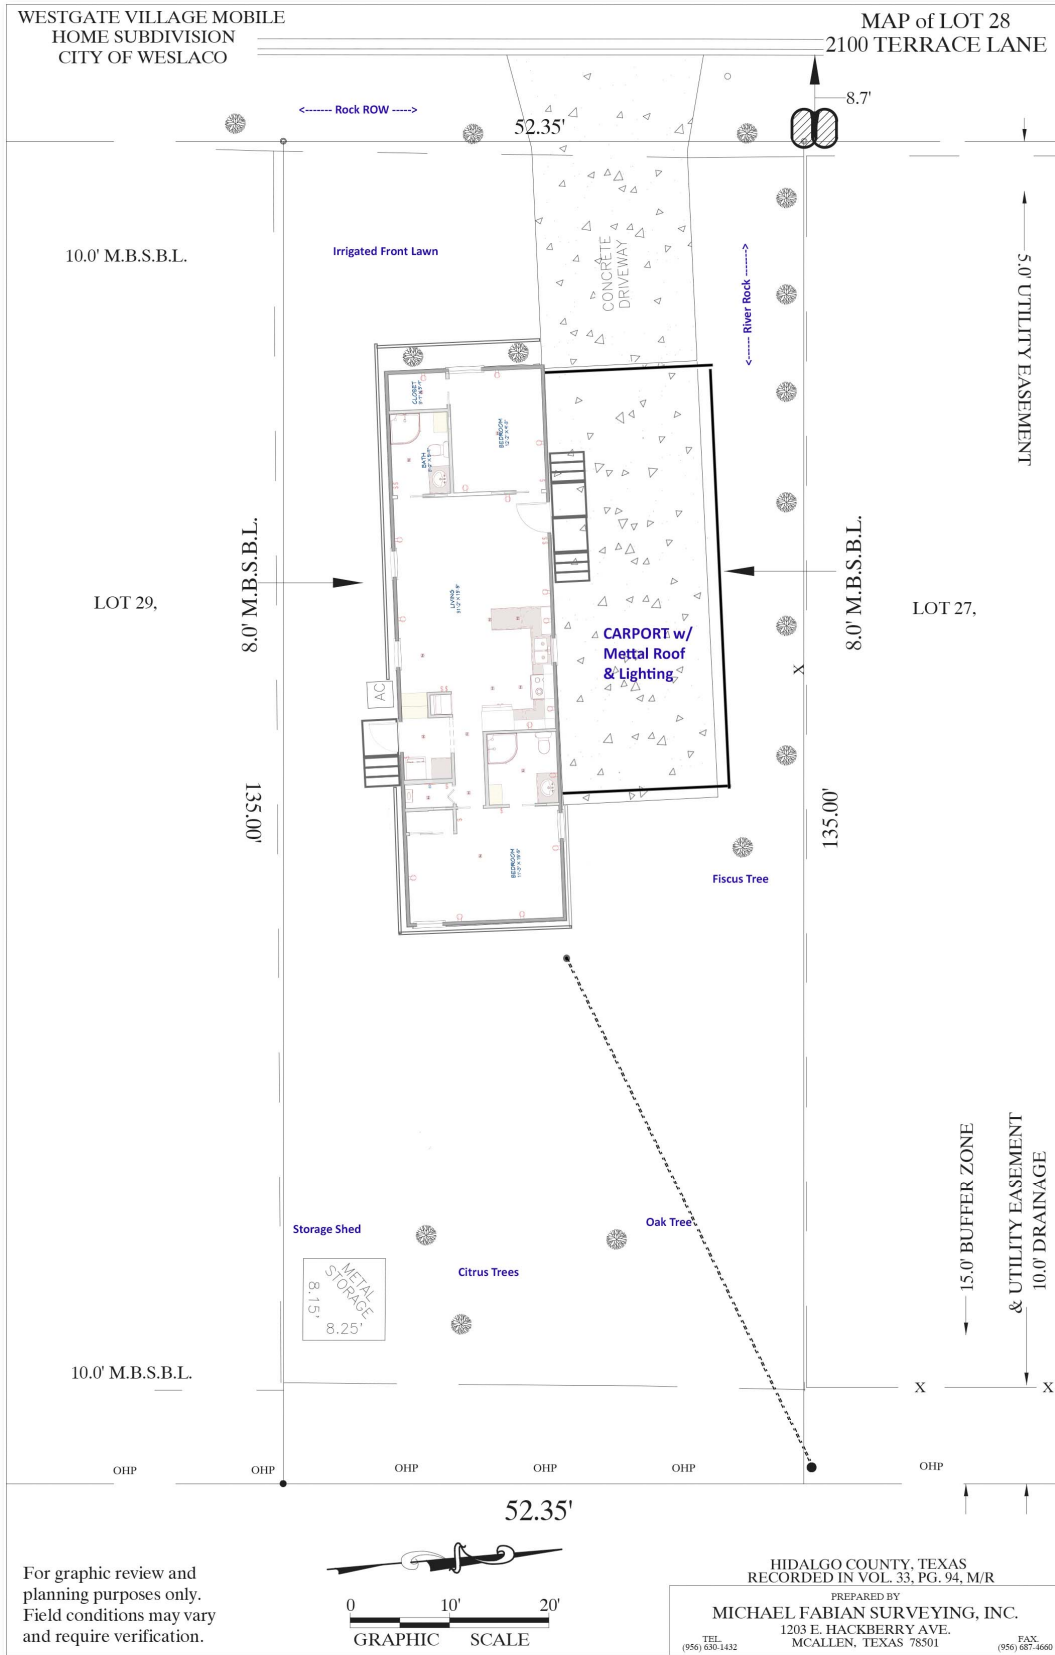 WESTGATE VILLAGE MOBILE
HOME SUBDIVISION
CITY OF WESLACO
MAP of LOT 28
2100 TERRACE LANE
8.7'
<------- Rock ROW ----->
52.35'
10.0' M.B.S.B.L.
Irrigated Front Lawn
CONCRETE
DRIVEWAY
<------ River Rock ------->
5.0' UTILITY EASEMENT
CLOSET
BATH
BEDROOM
LIVING
8.0' M.B.S.B.L.
8.0' M.B.S.B.L.
LOT 29,
LOT 27,
CARPORT w/
Mettal Roof
& Lighting
X
AC
135.00'
135.00'
BEDROOM
Fiscus Tree
15.0' BUFFER ZONE
& UTILITY EASEMENT
10.0' DRAINAGE
Storage Shed
Oak Tree
Citrus Trees
METAL
STORAGE
8.15'
8.25'
10.0' M.B.S.B.L.
X
X
OHP
OHP
OHP
OHP
OHP
OHP
52.35'
For graphic review and
planning purposes only.
Field conditions may vary
and require verification.
0 10' 20'
GRAPHIC SCALE
HIDALGO COUNTY, TEXAS
RECORDED IN VOL. 33, PG. 94, M/R
PREPARED BY
MICHAEL FABIAN SURVEYING, INC.
1203 E. HACKBERRY AVE.
MCALLEN, TEXAS 78501
TEL.
(956) 630-1432
FAX.
(956) 687-4660